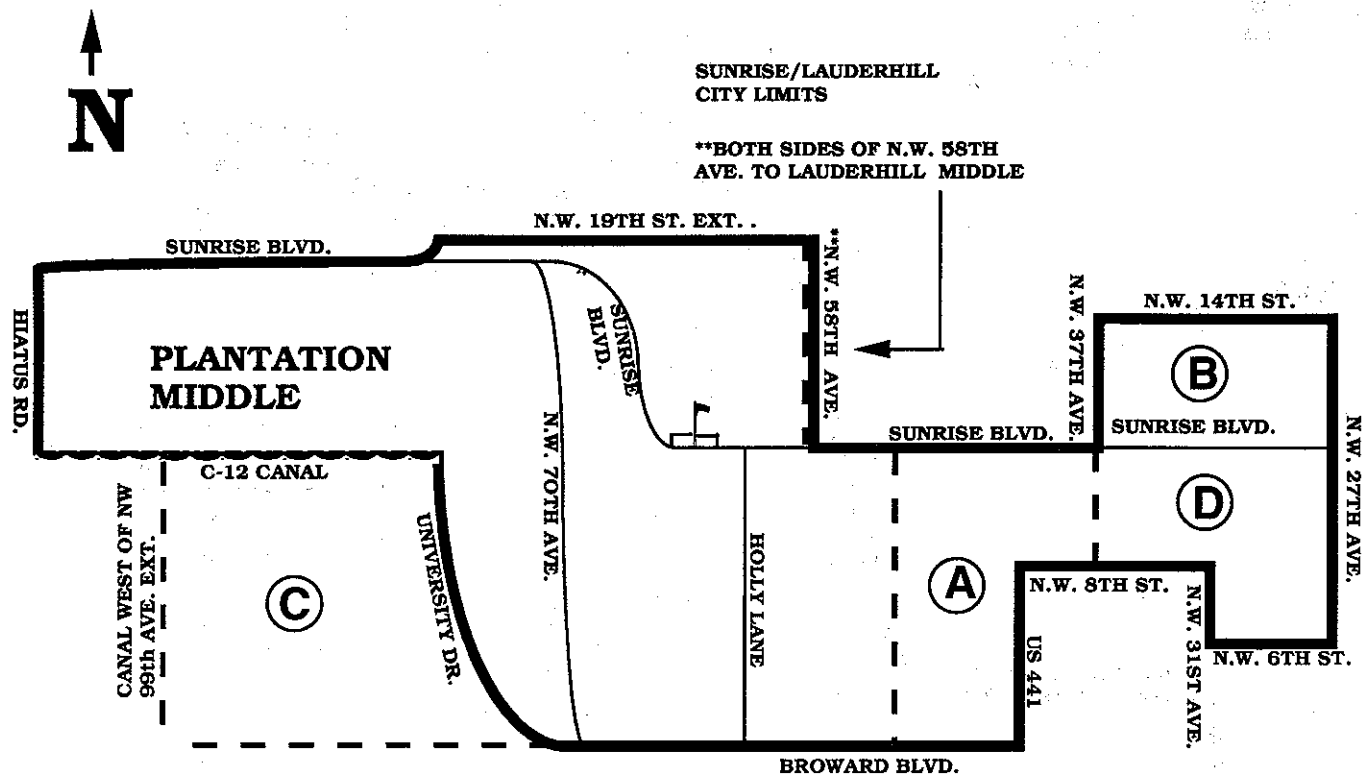 N
SUNRISE/LAUDERHILL
CITY LIMITS
**BOTH SIDES OF N.W. 58TH
AVE. TO LAUDERHILL MIDDLE
N.W. 19TH ST. EXT. .
SUNRISE BLVD.
HIATUS RD.
PLANTATION
MIDDLE
SUNRISE
BLVD.
**N.W. 58TH AVE.
N.W. 37TH AVE.
N.W. 14TH ST.
B
SUNRISE BLVD.
SUNRISE BLVD.
N.W. 27TH AVE.
C-12 CANAL
CANAL WEST OF NW
99th AVE. EXT.
C
UNIVERSITY DR.
N.W. 70TH AVE.
HOLLY LANE
A
D
N.W. 8TH ST.
US 441
N.W. 31ST AVE.
N.W. 6TH ST.
BROWARD BLVD.